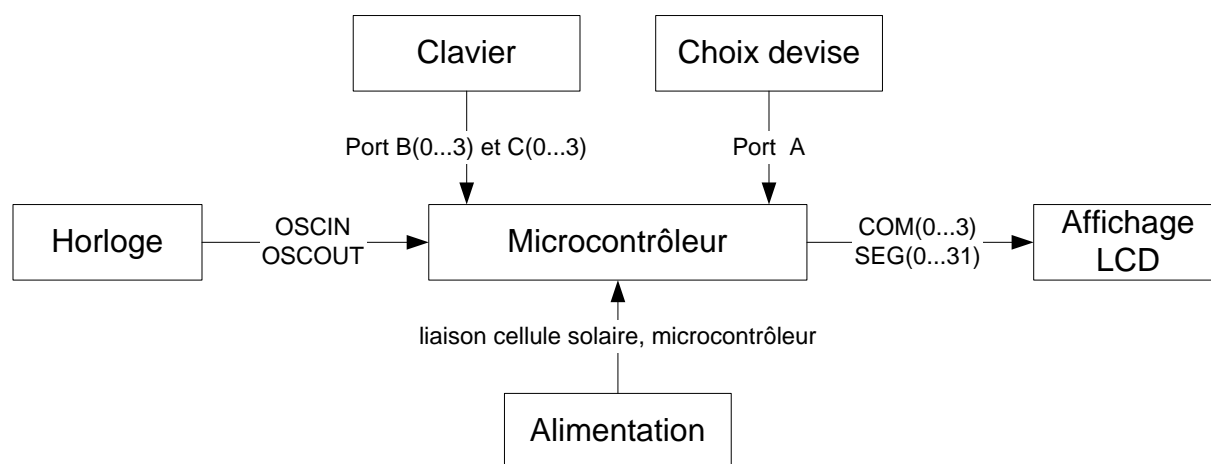 Clavier
Choix devise
Port B(0...3) et C(0...3)
Port A
Horloge
OSCIN
OSCOUT
Microcontrôleur
COM(0...3)
SEG(0...31)
Affichage
LCD
liaison cellule solaire, microcontrôleur
Alimentation